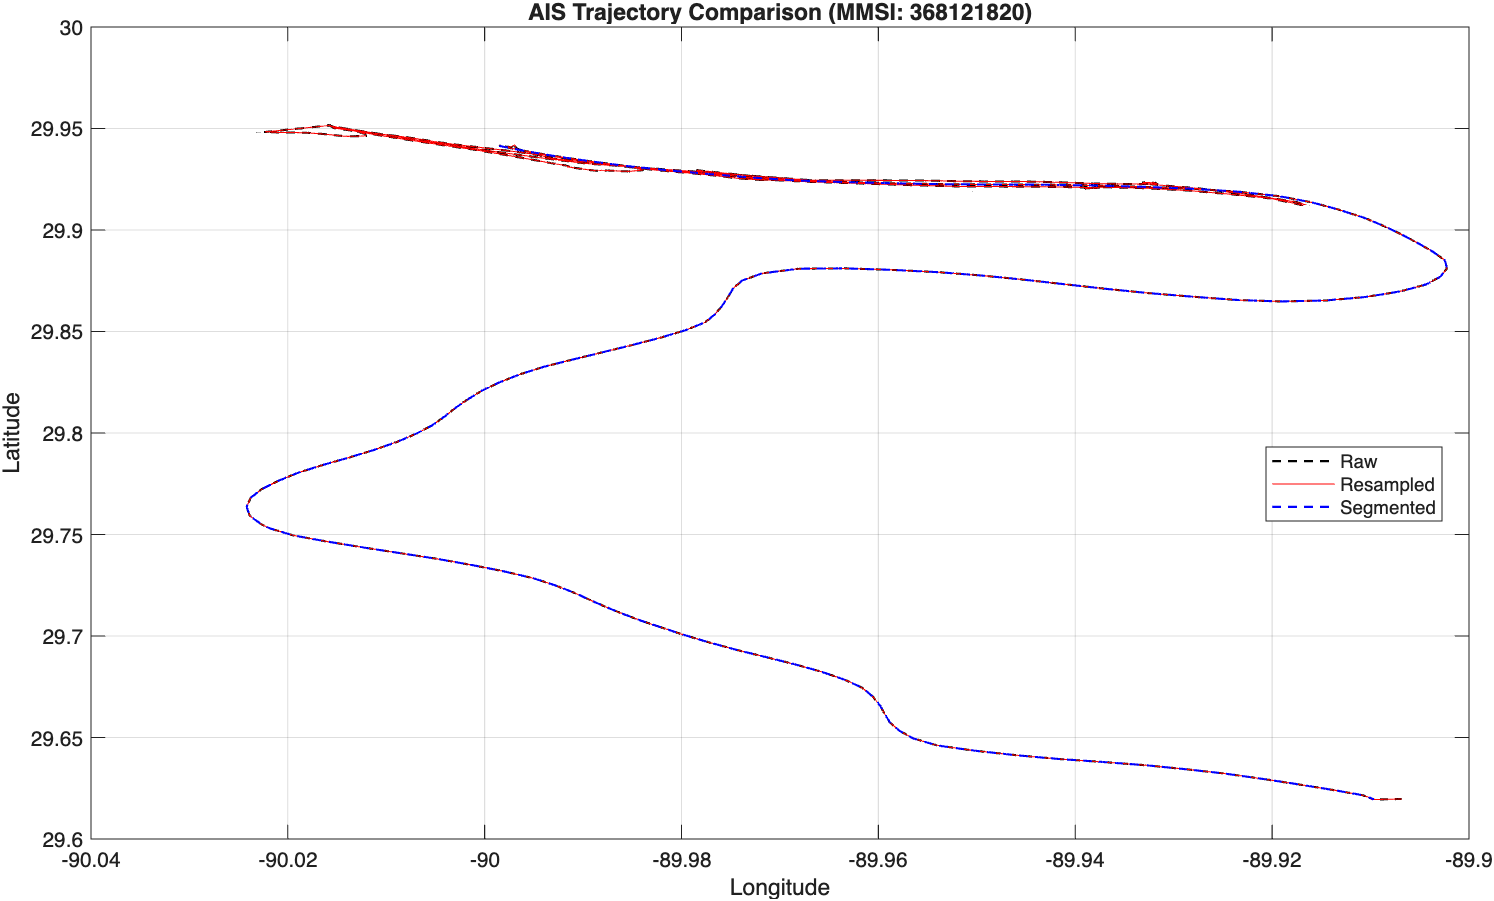 AIS Trajectory Comparison (MMSI: 368121820)
30
29.95
29.9
29.85
29.8
29.75
29.7
29.65
29.6
Latitude
Raw
Resampled
Segmented
-90.04 -90.02 -90 -89.98 -89.96 -89.94 -89.92 -89.9
Longitude